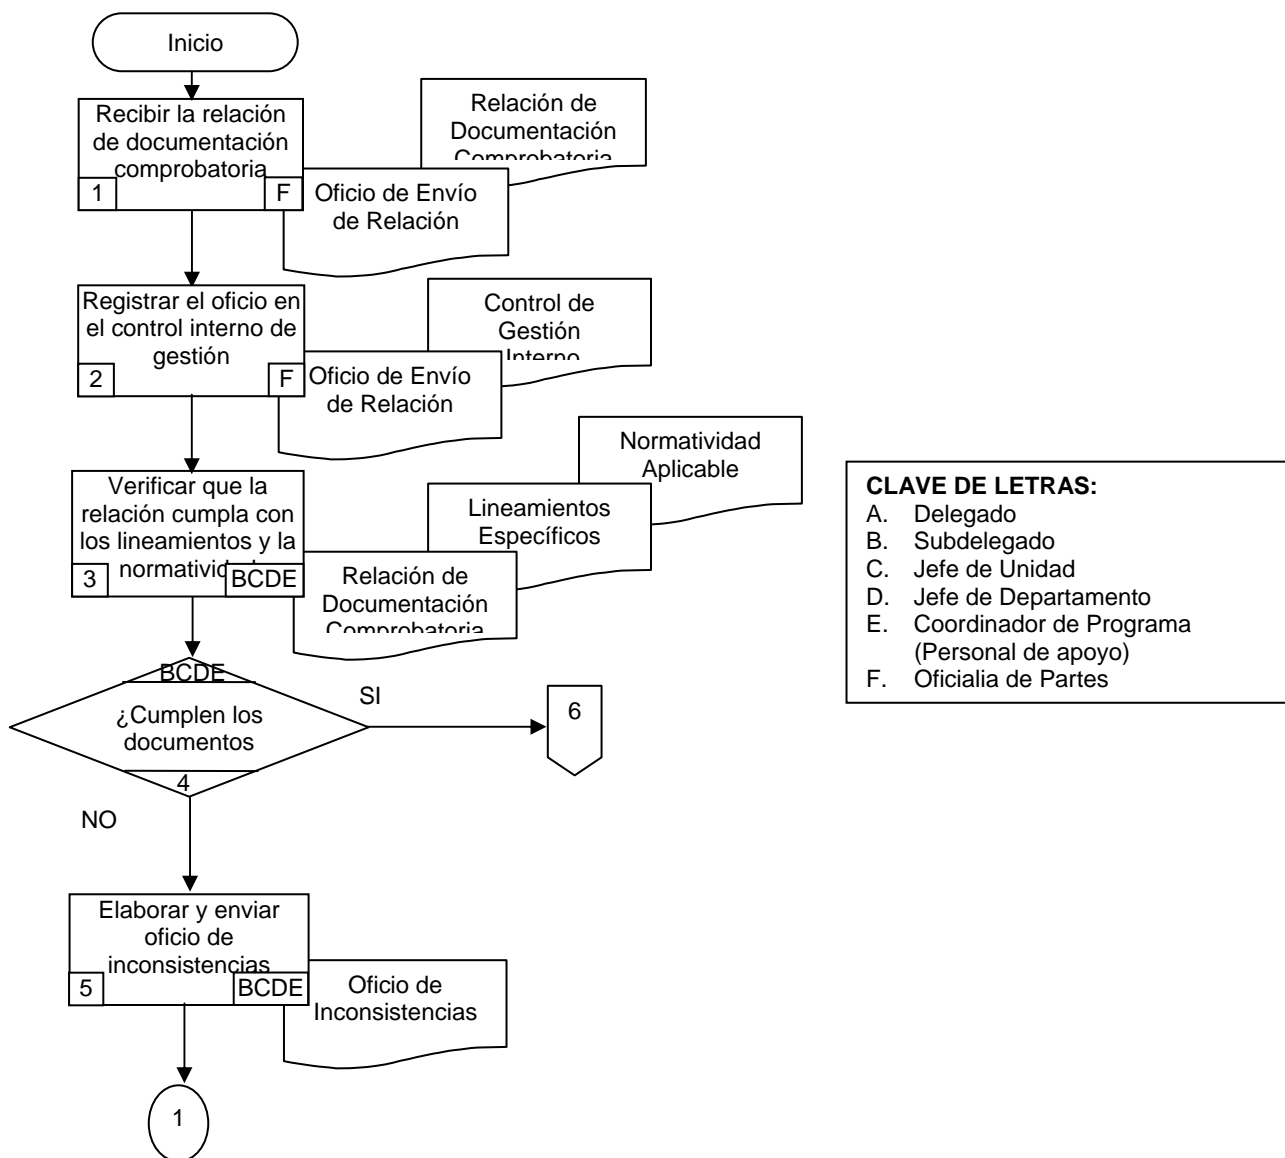 Inicio
Recibir la relación
de documentación
comprobatoria
1
F
Relación de
Documentación
Comprobatoria
Oficio de Envío
de Relación
Registrar el oficio en
el control interno de
gestión
2
F
Control de
Gestión
Interno
Oficio de Envío
de Relación
Verificar que la
relación cumpla con
los lineamientos y la
normatividad
3
BCDE
Normatividad
Aplicable
Lineamientos
Específicos
Relación de
Documentación
Comprobatoria
BCDE
¿Cumplen los
documentos
4
SI
6
NO
Elaborar y enviar
oficio de
inconsistencias
5
BCDE
Oficio de
Inconsistencias
1
CLAVE DE LETRAS:
A. Delegado
B. Subdelegado
C. Jefe de Unidad
D. Jefe de Departamento
E. Coordinador de Programa
(Personal de apoyo)
F. Oficialia de Partes